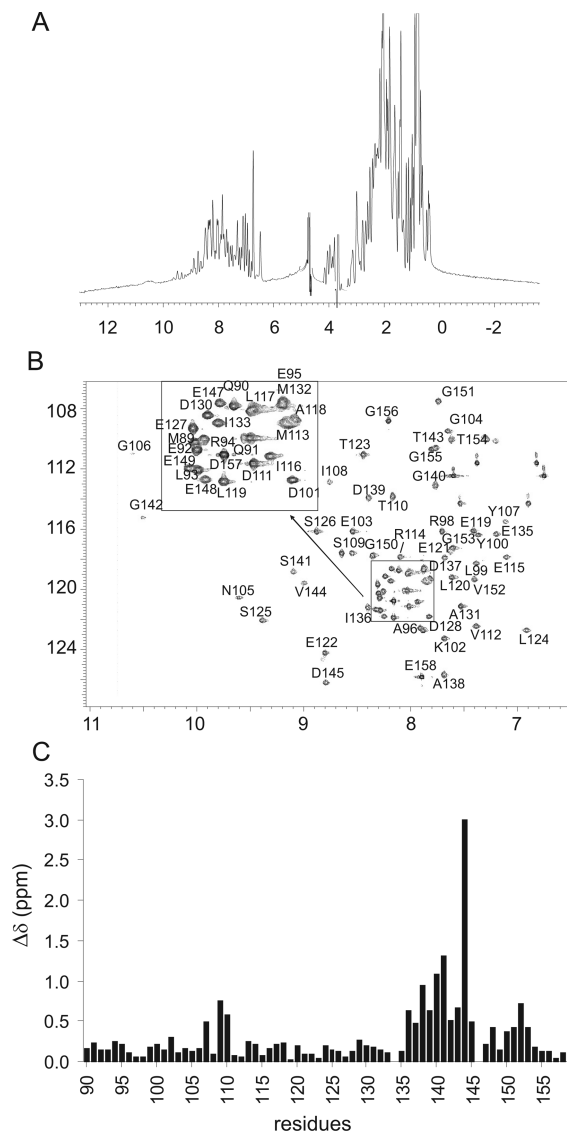 A
12 10 8 6 4 2 0 -2
B
E95
E147 Q90 L117 M132
D130 A118
E127 I133 M113
M89 R94 Q91
E92 D157 I116
E149 D111
L93 D101
E148 L119
G106
G142
G151
G156 G104
T143 T154
T123 G155
I108 G140
D139 T110
Y107
S126 E103 R98 E119 E135
R114 G153 Y100
S109 G150 E121 E115
D137 L99
S141 L120 V152
V144
N105 A131
I136
S125 A96 D128 V112 L124
K102
E122
D145 E158 A138
108
112
116
120
124
11 10 9 8 7
C
3.5
3.0
2.5
2.0
1.5
1.0
0.5
0.0
Δδ (ppm)
90 95 100 105 110 115 120 125 130 135 140 145 150 155
residues